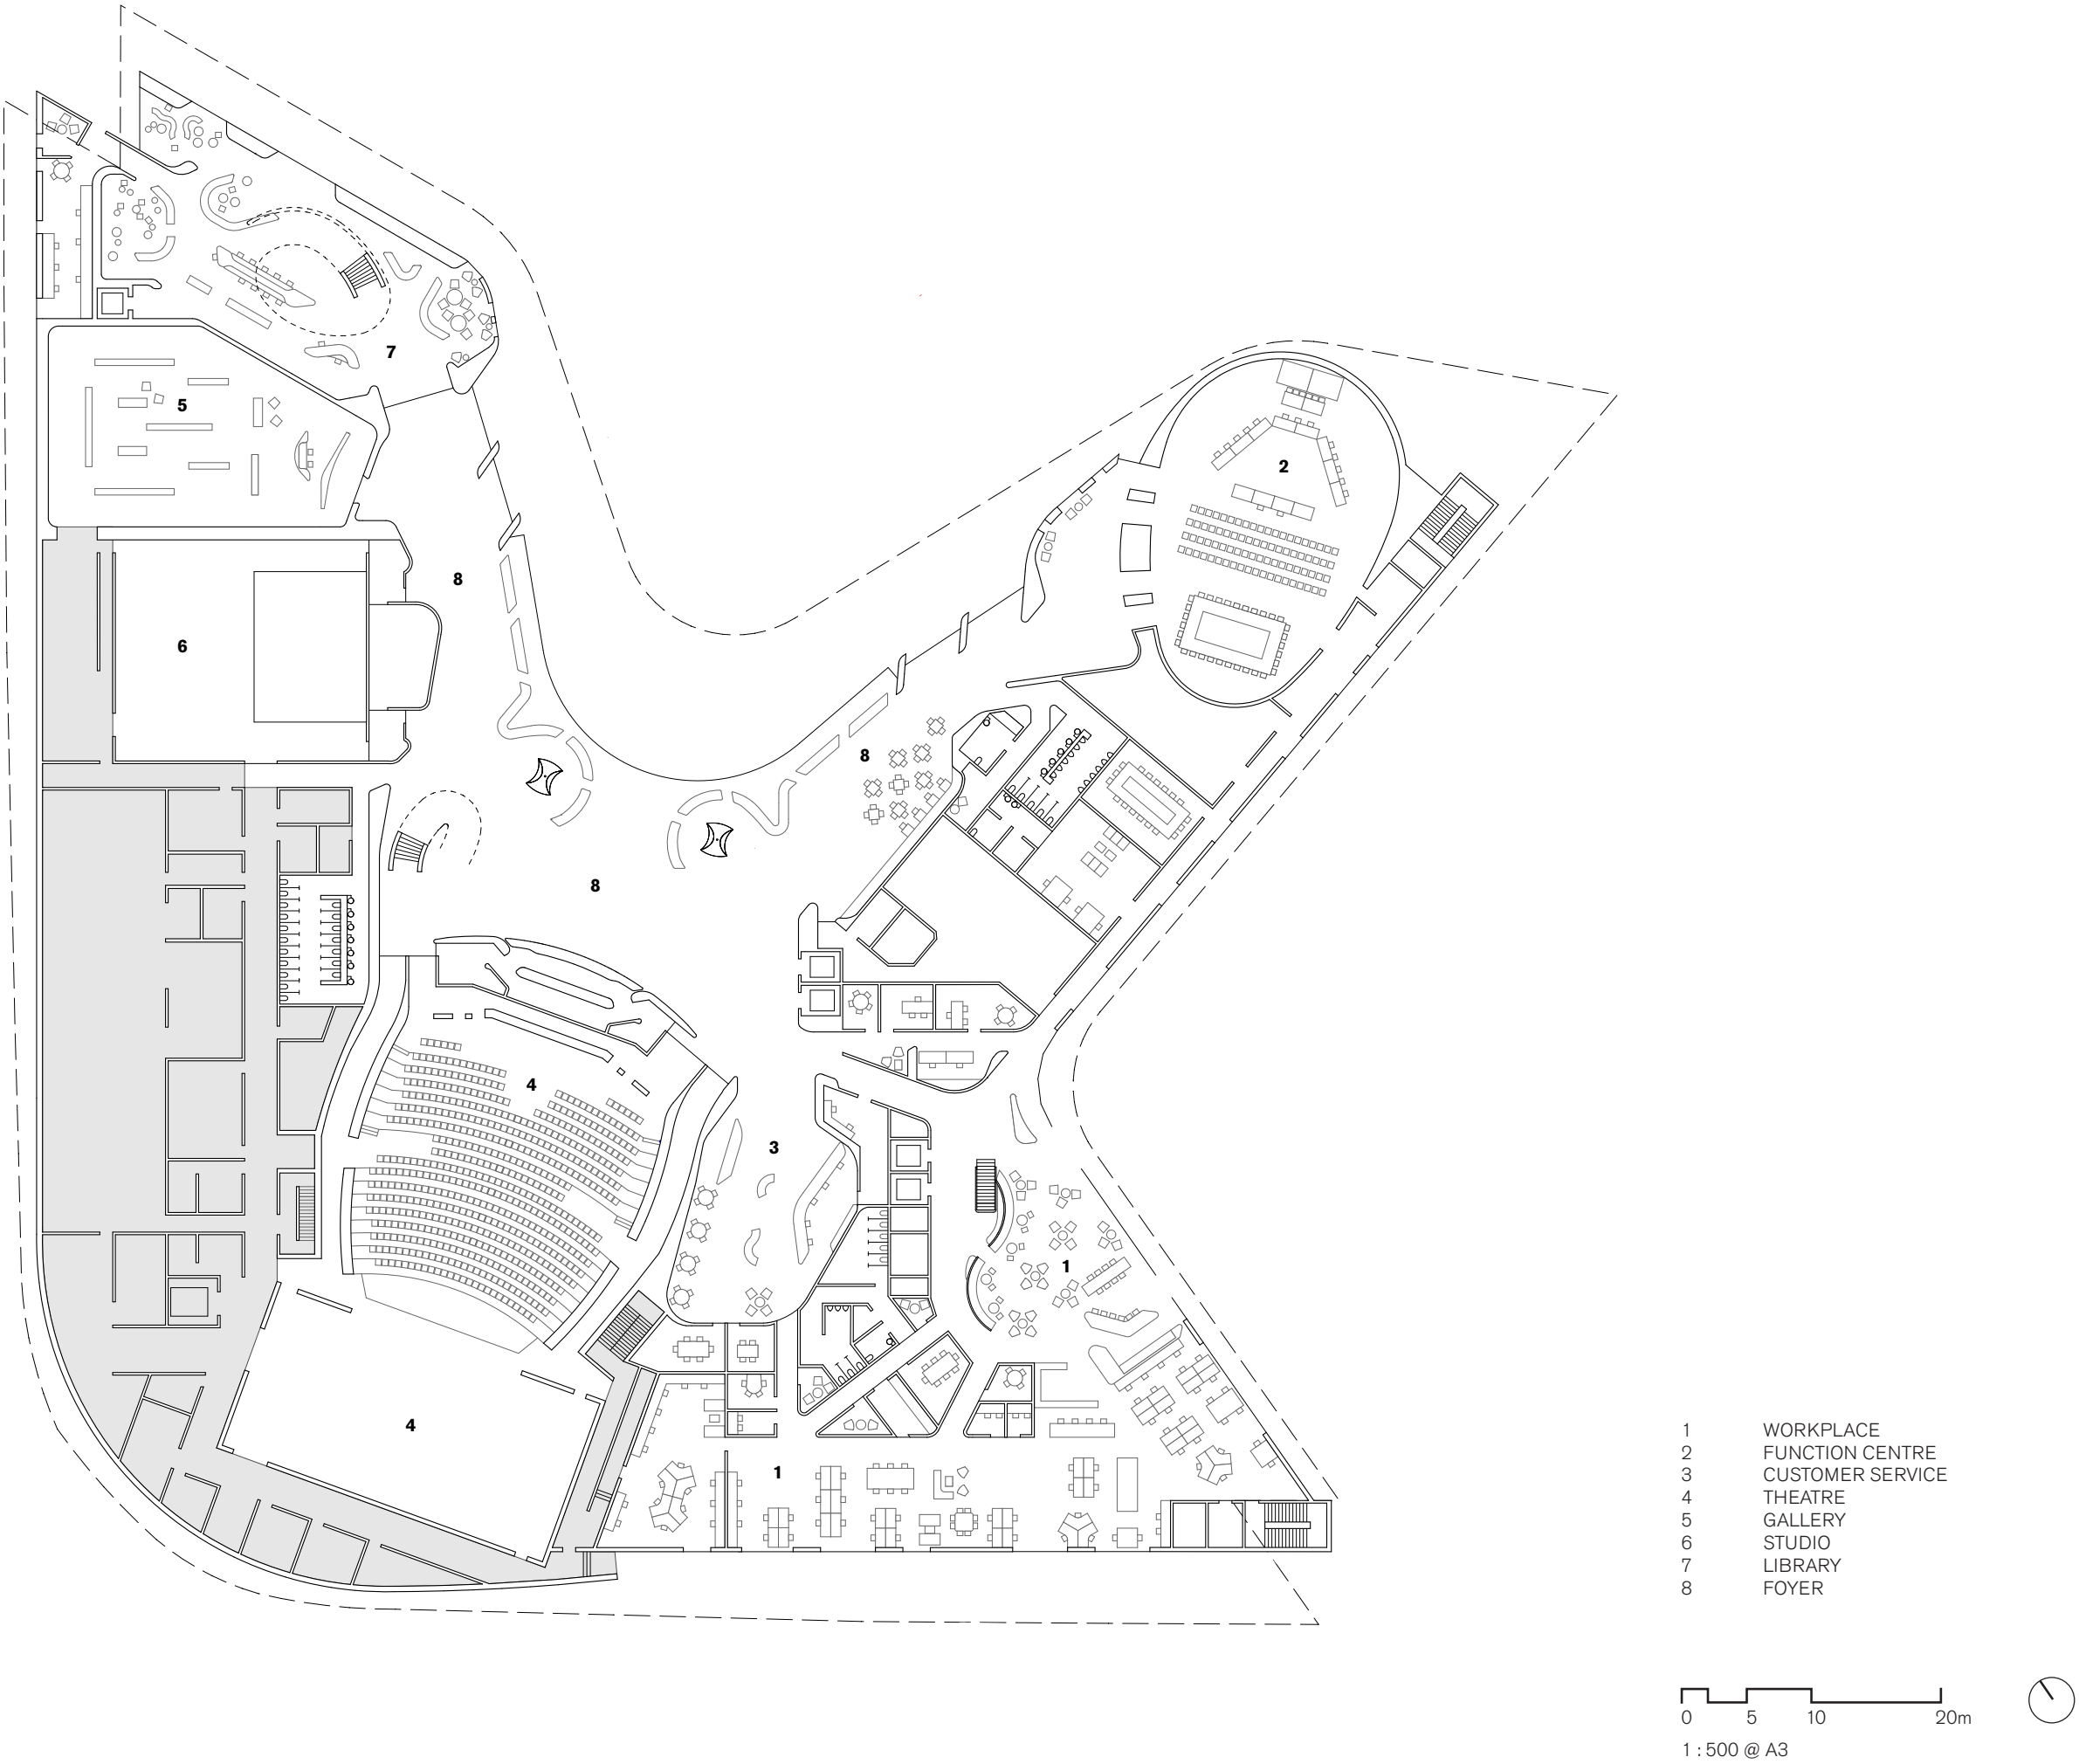 7
5
2
8
6
8
8
4
3
1
4
1
1 WORKPLACE
2 FUNCTION CENTRE
3 CUSTOMER SERVICE
4 THEATRE
5 GALLERY
6 STUDIO
7 LIBRARY
8 FOYER
0 5 10 20m
1 : 500 @ A3